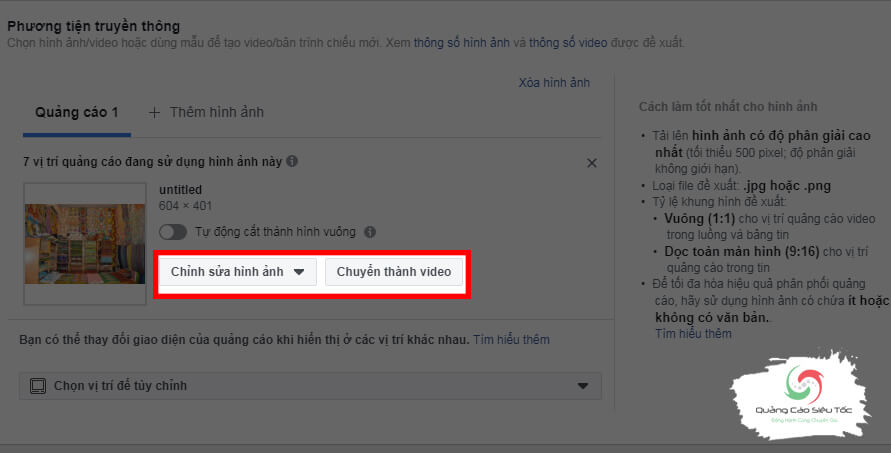 Phương tiện truyền thông
Chọn hình ảnh/video hoặc dùng mẫu để tạo video/bản trình chiếu mới. Xem thông số hình ảnh và thông số video được đề xuất.
Xóa hình ảnh
Quảng cáo 1
Thêm hình ảnh
7 vị trí quảng cáo đang sử dụng hình ảnh này
untitled
604 × 401
Tự động cắt thành hình vuông
Chỉnh sửa hình ảnh
Chuyển thành video
Bạn có thể thay đổi giao diện của quảng cáo khi hiển thị ở các vị trí khác nhau. Tìm hiểu thêm
Chọn vị trí để tùy chỉnh
Cách làm tốt nhất cho hình ảnh
• Tải lên hình ảnh có độ phân giải cao
nhất (tối thiểu 500 pixel; độ phân giải
không giới hạn).
• Loại file đề xuất: .jpg hoặc .png
• Tỷ lệ khung hình đề xuất:
• Vuông (1:1) cho vị trí quảng cáo video
trong luồng và bảng tin
• Dọc toàn màn hình (9:16) cho vị trí
quảng cáo trong tin
• Để tối đa hóa hiệu quả phân phối quảng
cáo, hãy sử dụng hình ảnh có chứa ít hoặc
không có văn bản.
Tìm hiểu thêm
Quảng Cáo Siêu Tốc
Đồng Hành Cùng Chuyên Gia